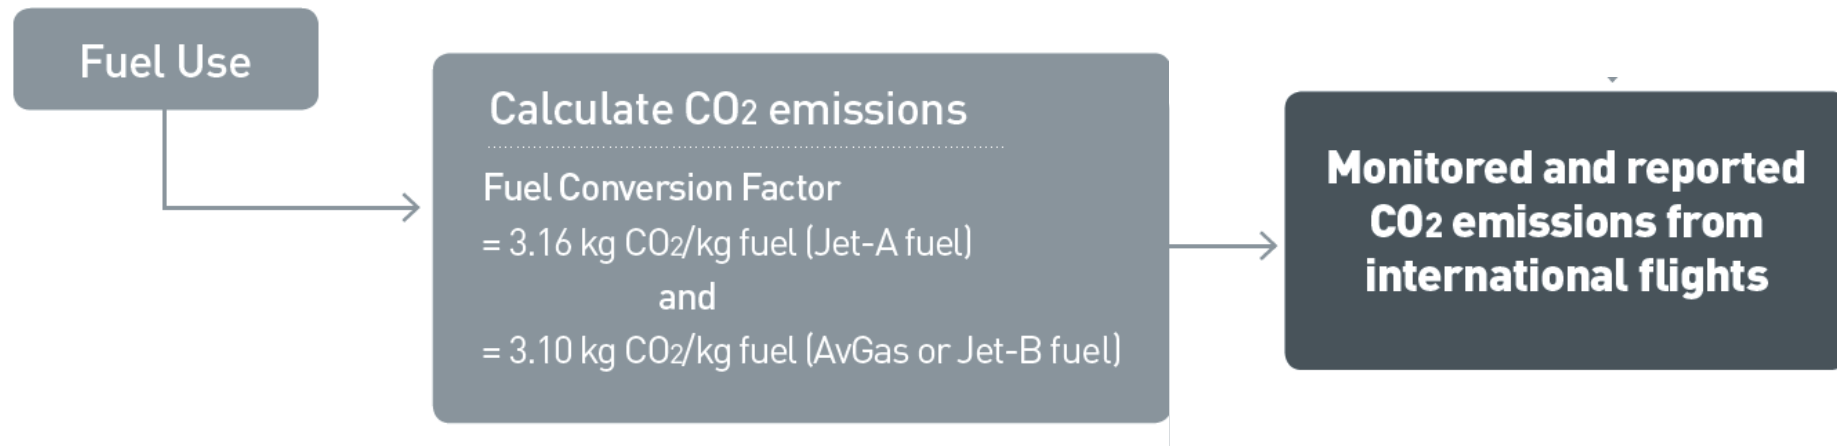 Fuel Use
Calculate CO2 emissions
Fuel Conversion Factor
= 3.16 kg CO2/kg fuel (Jet-A fuel)
and
= 3.10 kg CO2/kg fuel (AvGas or Jet-B fuel)
Monitored and reported
CO2 emissions from
international flights